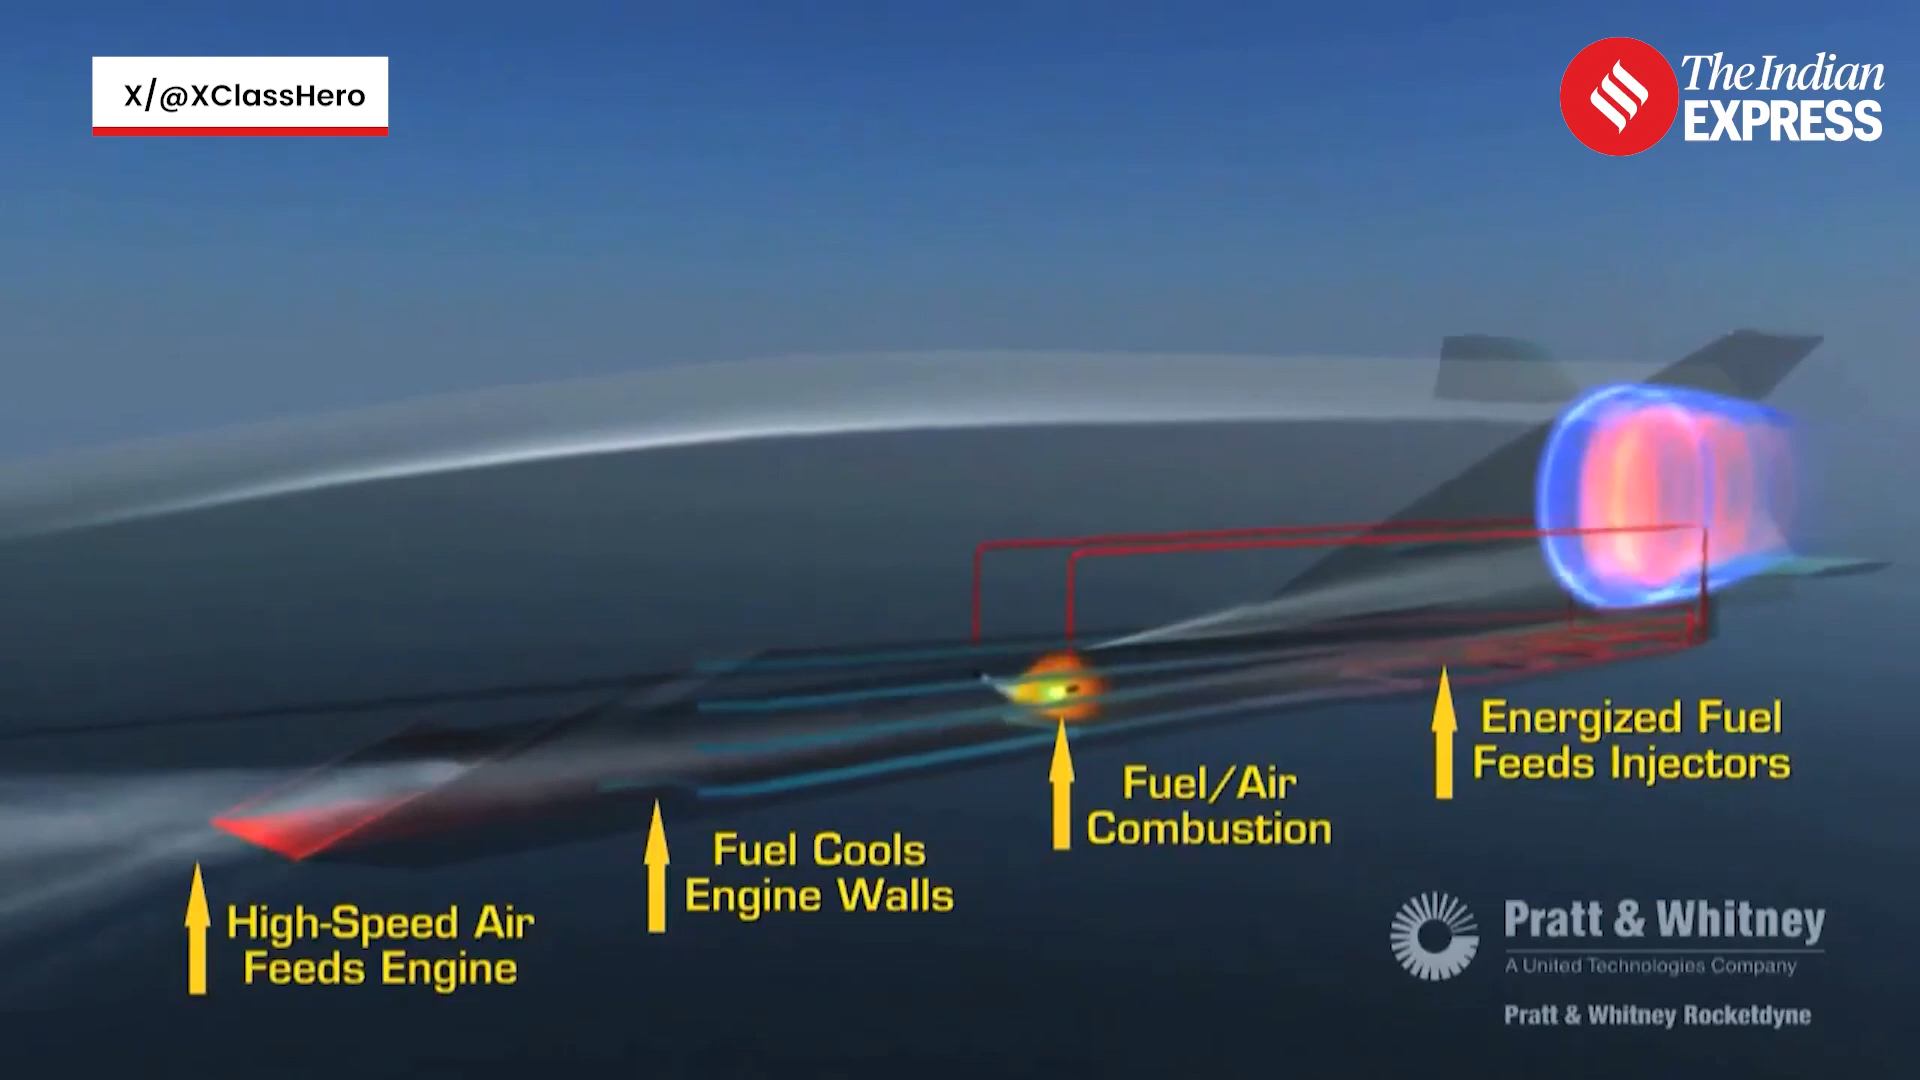 X/@XClassHero
The Indian
EXPRESS
High-Speed Air
Feeds Engine
Fuel Cools
Engine Walls
Fuel/Air
Combustion
Energized Fuel
Feeds Injectors
Pratt & Whitney
A United Technologies Company
Pratt & Whitney Rocketdyne